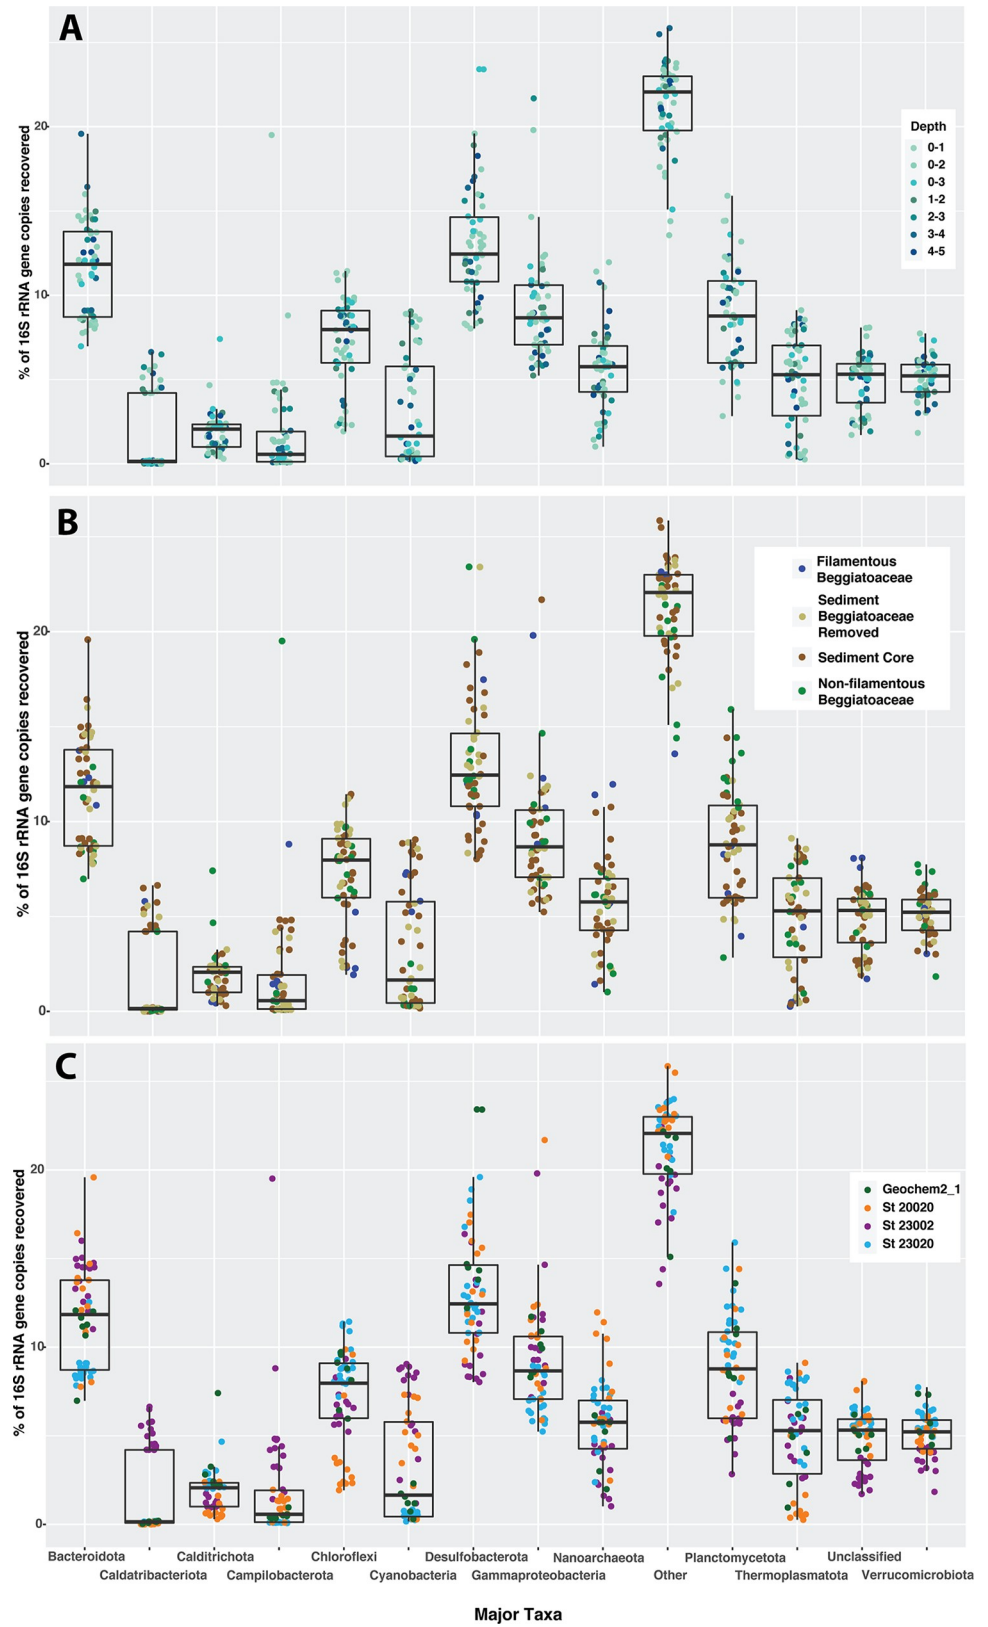 A
% of 16S rRNA gene copies recovered
20
10
0
Depth
0-1
0-2
0-3
1-2
2-3
3-4
4-5
B
% of 16S rRNA gene copies recovered
20
10
0
Filamentous
Beggiatoaceae
Sediment
Beggiatoaceae
Removed
Sediment Core
Non-filamentous
Beggiatoaceae
C
% of 16S rRNA gene copies recovered
20
10
0
Geochem2_1
St 20020
St 23002
St 23020
Bacteroidota Calditrichota Chloroflexi Desulfobacterota Nanoarchaeota Planctomycetota Unclassified
Caldatribacteriota Campilobacterota Cyanobacteria Gammaproteobacteria Other Thermoplasmatota Verrucomicrobiota
Major Taxa